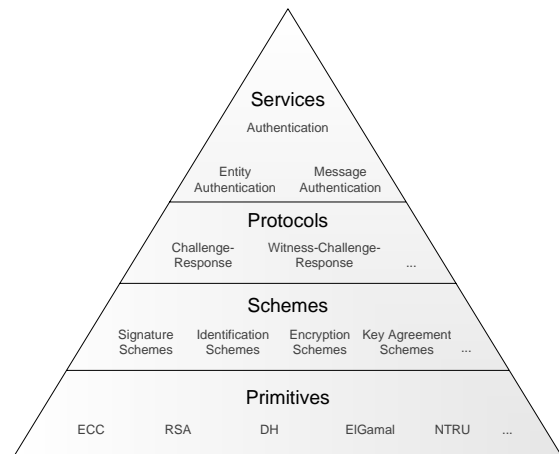 Services
Authentication
Entity Authentication
Message Authentication
Protocols
Challenge-
Response
Witness-Challenge-
Response
...
Schemes
Signature
Schemes
Identification
Schemes
Encryption
Schemes
Key Agreement
Schemes
...
Primitives
ECC RSA DH ElGamal NTRU ...